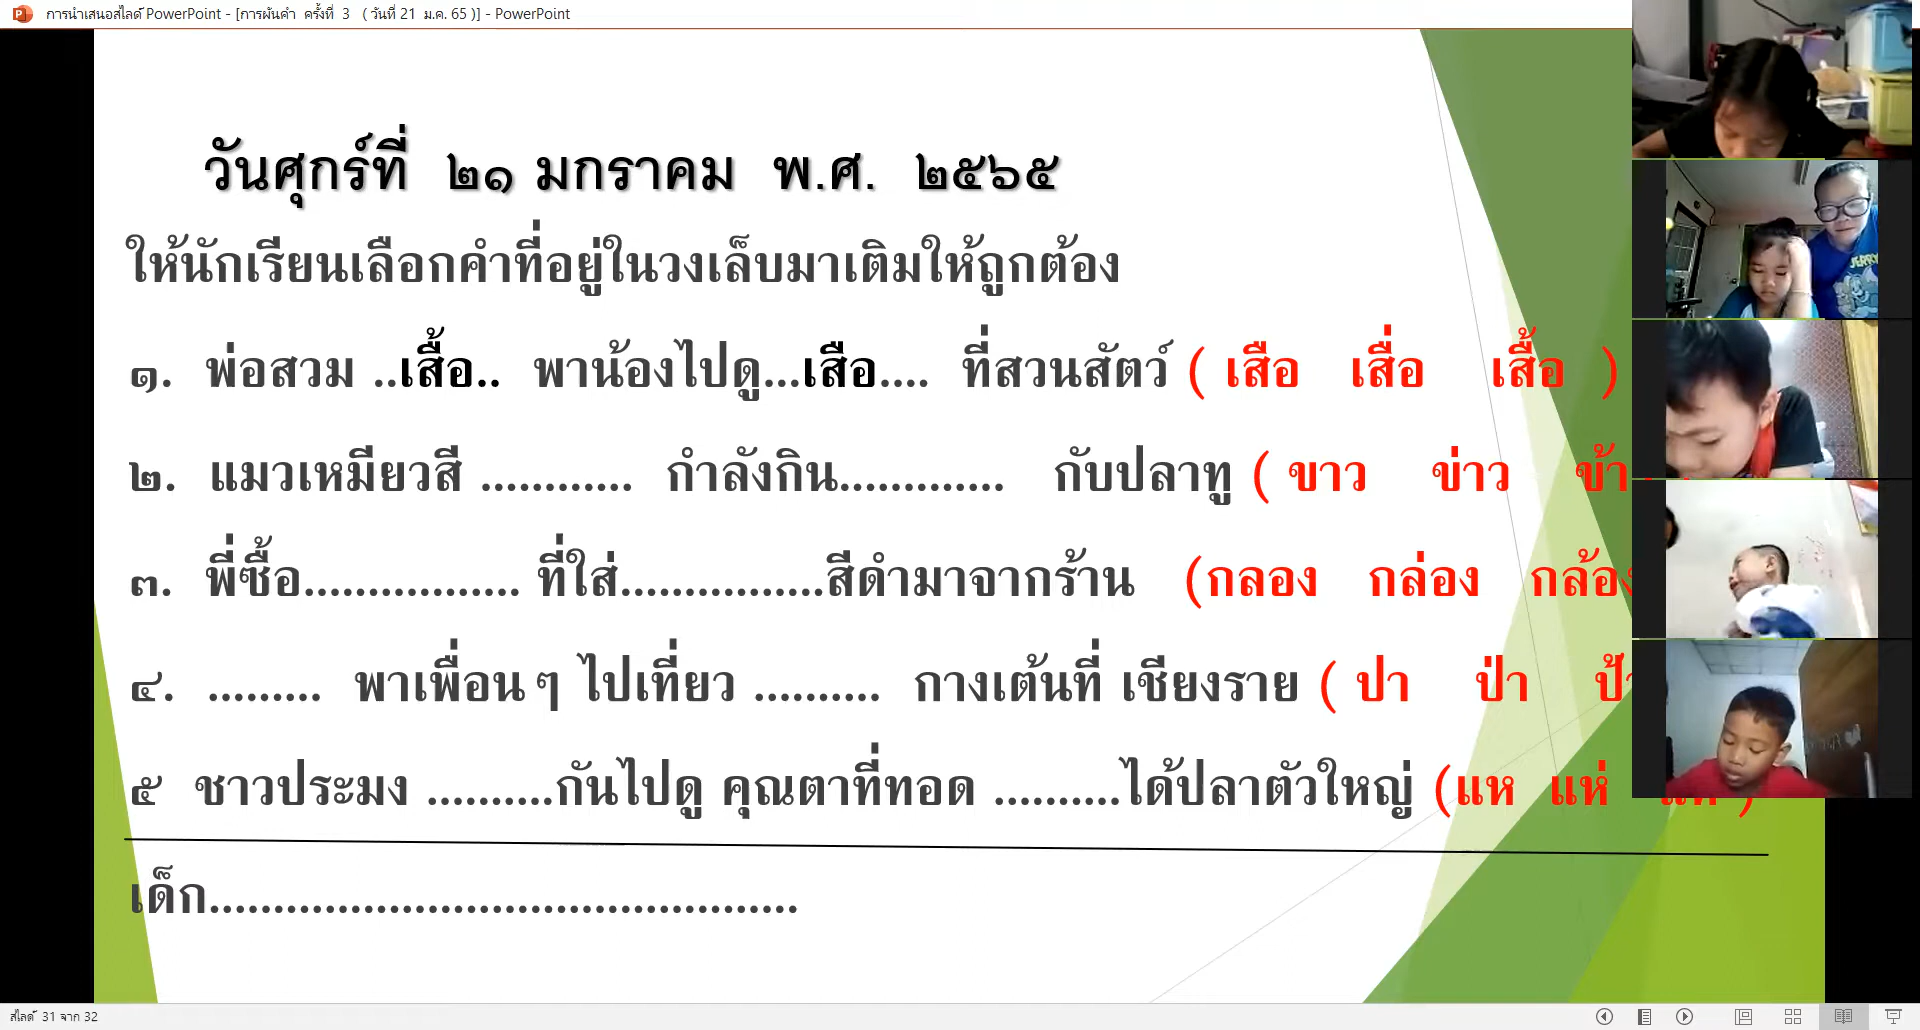 การนำเสนอสไลด์ PowerPoint - [การผันคำ ครั้งที่ 3 ( วันที่ 21 ม.ค. 65 )] - PowerPoint
วันศุกร์ที่ ๒๑ มกราคม พ.ศ. ๒๕๖๕
ให้นักเรียนเลือกคำที่อยู่ในวงเล็บมาเติมให้ถูกต้อง
๑. พ่อสวม ..เสื้อ.. พาน้องไปดู...เสือ.... ที่สวนสัตว์ ( เสือ เสื่อ เสื้อ )
๒. แมวเหมียวสี ............ กำลังกิน............. กับปลาทู ( ขาว ข่าว
๓. พี่ซื้อ................. ที่ใส่................สีดำมาจากร้าน (กลอง กล่อง กล้อง
๔. ......... พาเพื่อนๆ ไปเที่ยว .......... กางเต้นที่ เชียงราย ( ปา ป่า
๕ ชาวประมง ..........กันไปดู คุณตาที่ทอด ..........ได้ปลาตัวใหญ่ (แห แห่ )
เด็ก..............................................
สไลด์ 31 จาก 32